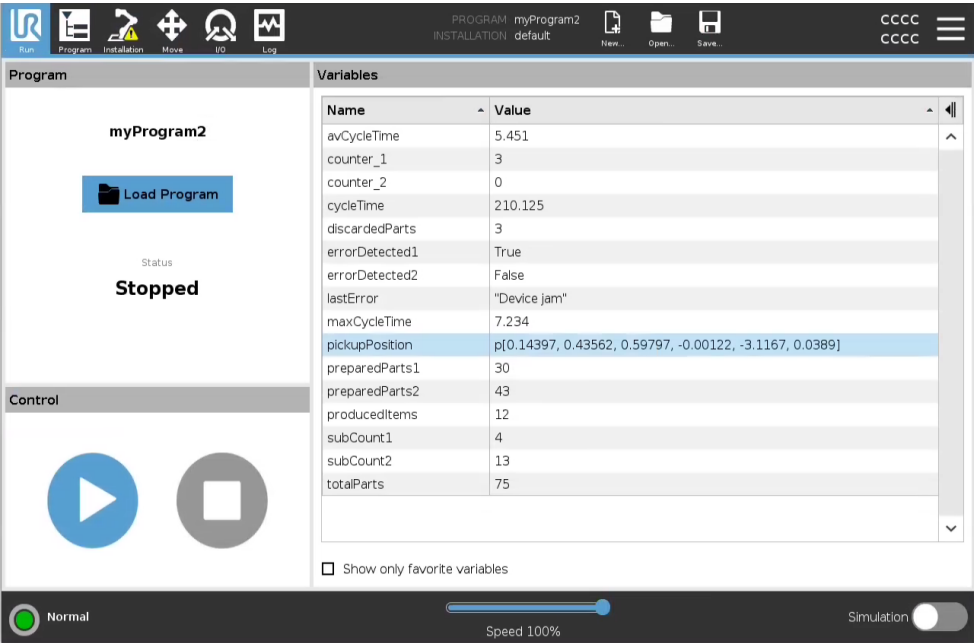 UR
Run
Program
Installation
Move
I/O
Log
PROGRAM myProgram2
INSTALLATION default
New...
Open...
Save...
CCCC
CCCC
Program
myProgram2
Load Program
Status
Stopped
Control
Variables
Name Value
avCycleTime 5.451
counter_1 3
counter_2 0
cycleTime 210.125
discardedParts 3
errorDetected1 True
errorDetected2 False
lastError "Device jam"
maxCycleTime 7.234
pickupPosition p[0.14397, 0.43562, 0.59797, -0.00122, -3.1167, 0.0389]
preparedParts1 30
preparedParts2 43
producedItems 12
subCount1 4
subCount2 13
totalParts 75
Show only favorite variables
Normal
Speed 100%
Simulation